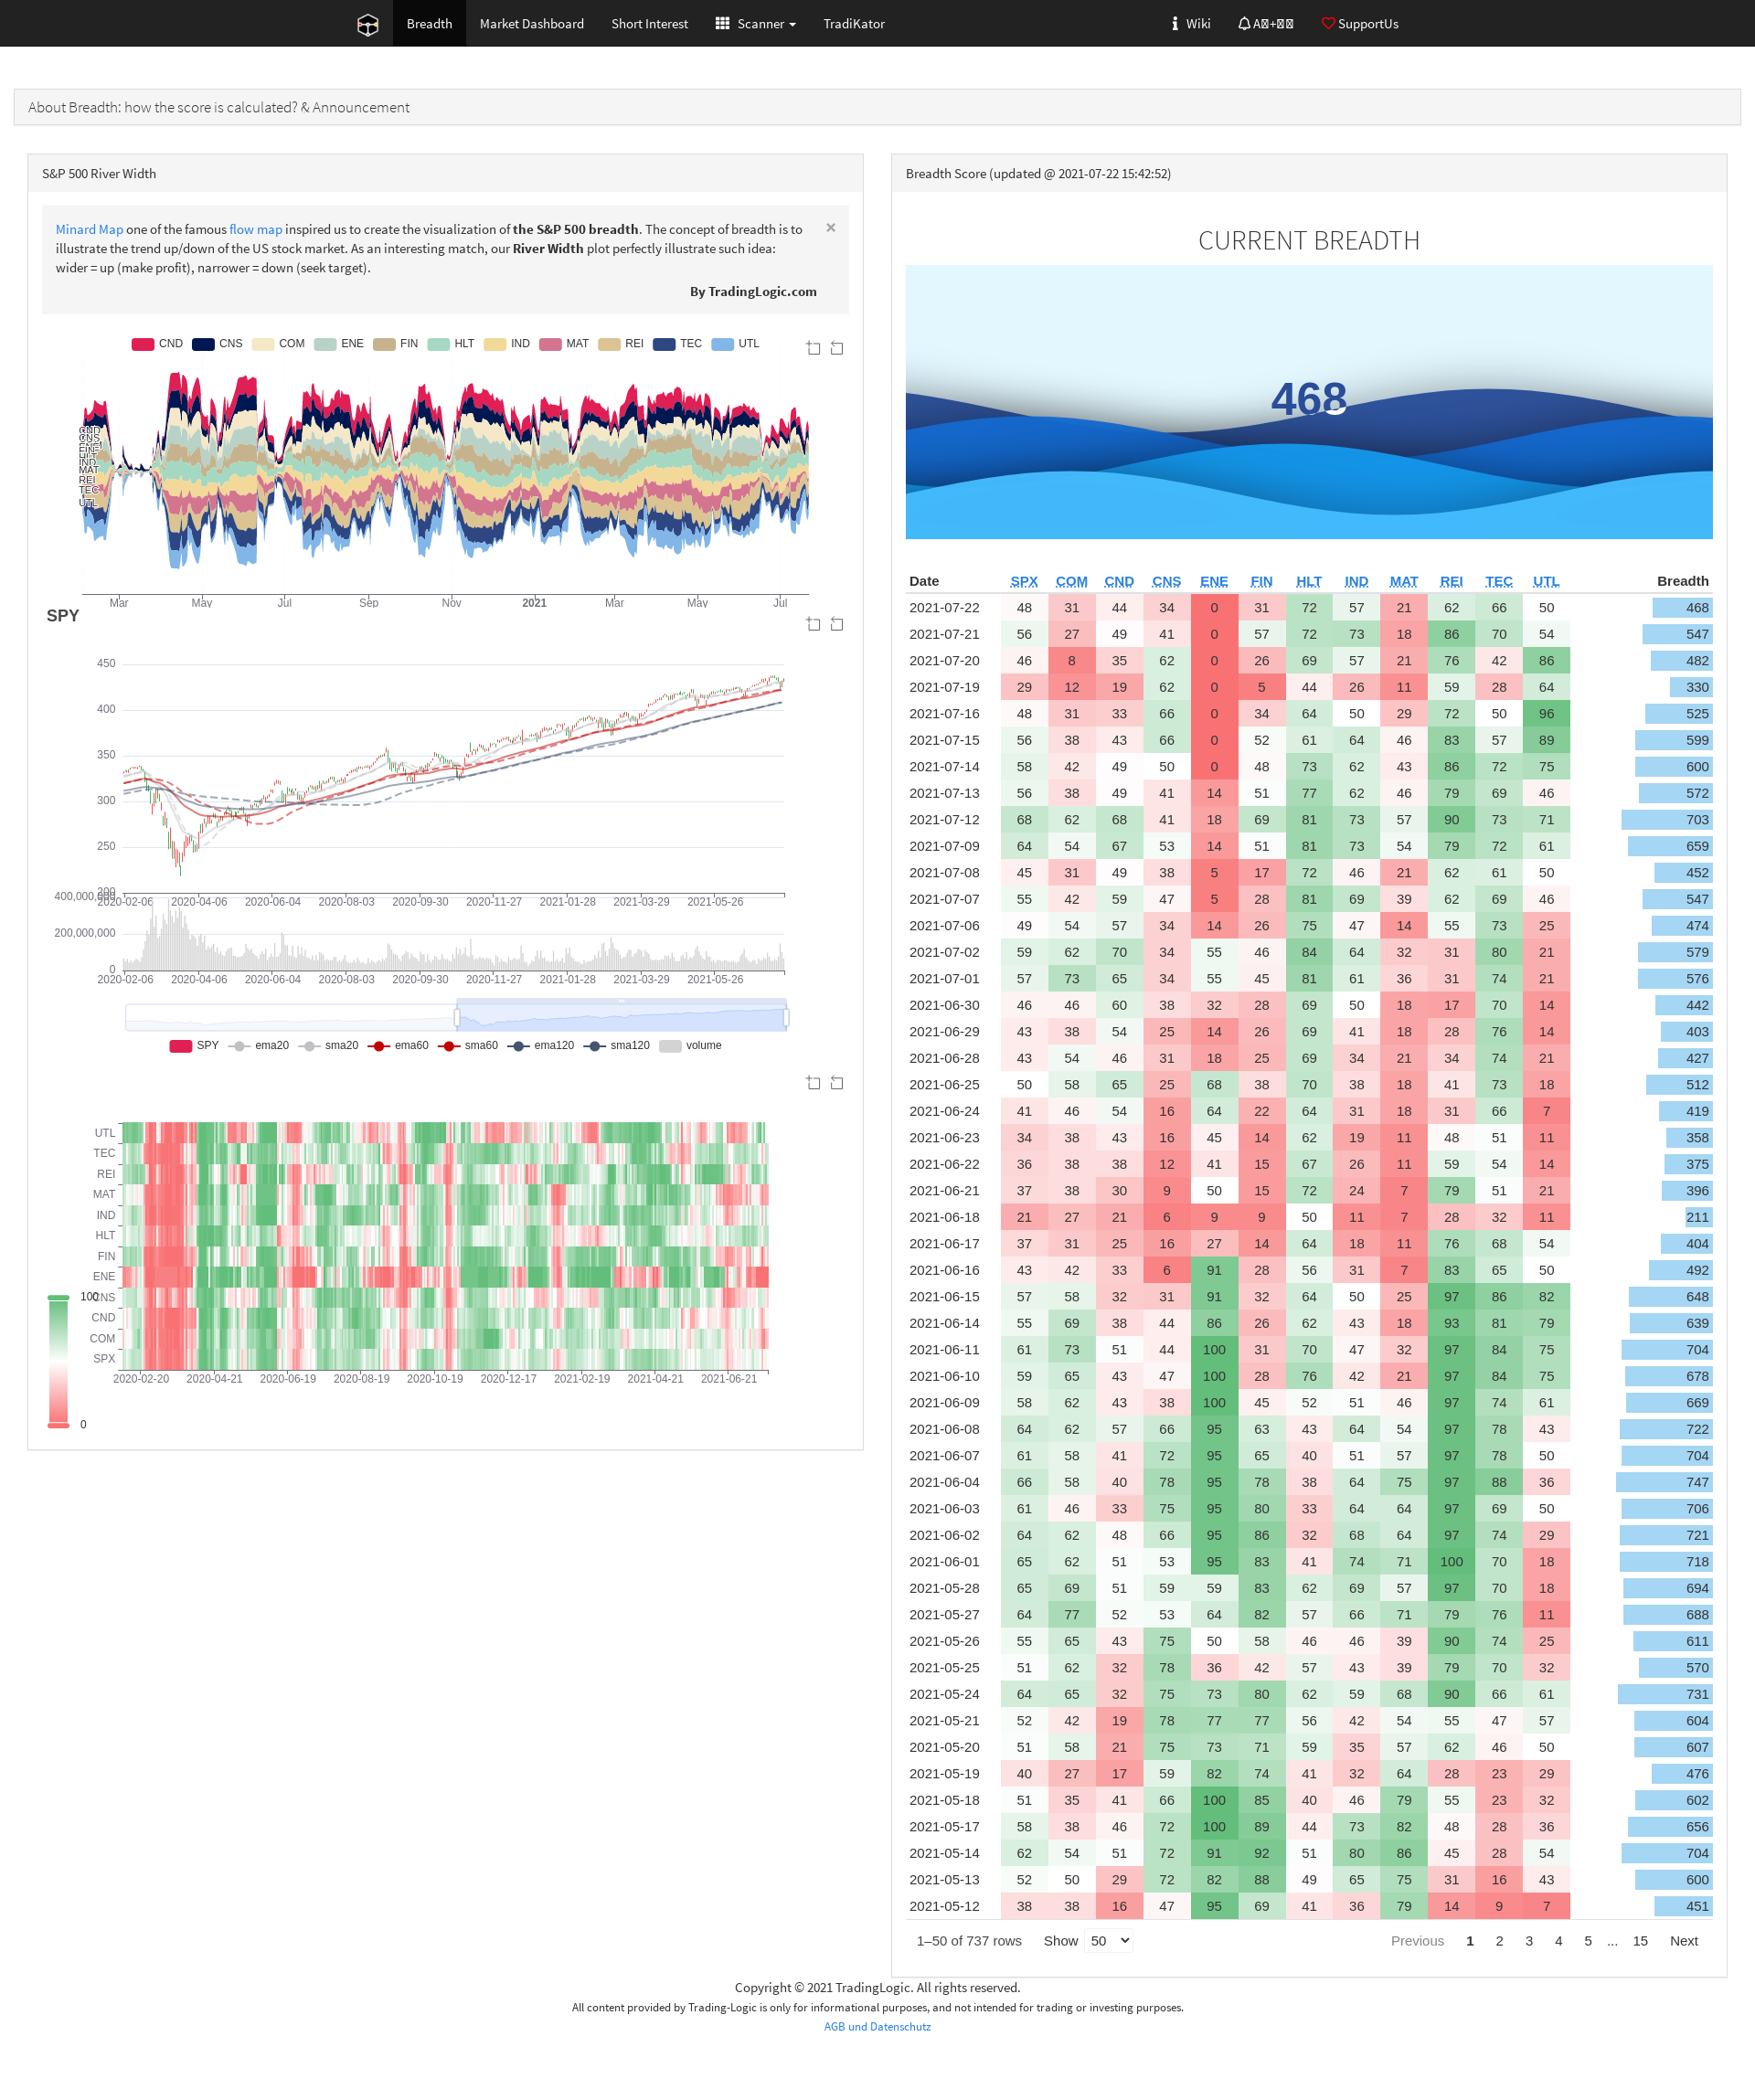 Breadth Market Dashboard Short Interest Scanner TradiKator Wiki SupportUs
About Breadth: how the score is calculated? & Announcement
S&P 500 River Width
Minard Map one of the famous flow map inspired us to create the visualization of the S&P 500 breadth. The concept of breadth is to
illustrate the trend up/down of the US stock market. As an interesting match, our River Width plot perfectly illustrate such idea:
wider = up (make profit), narrower = down (seek target).
×
By TradingLogic.com
CND CNS COM ENE FIN HLT IND MAT REI TEC UTL
CND
CNS
FIN
HLT
IND
MAT
REI
TEC
UTL
Mar May Jul Sep Nov 2021 Mar May Jul
SPY
450
400
350
300
250
200
2020-02-06 2020-04-06 2020-06-04 2020-08-03 2020-09-30 2020-11-27 2021-01-28 2021-03-29 2021-05-26
400,000,000
200,000,000
0
2020-02-06 2020-04-06 2020-06-04 2020-08-03 2020-09-30 2020-11-27 2021-01-28 2021-03-29 2021-05-26
SPY ema20 sma20 ema60 sma60 ema120 sma120 volume
UTL
TEC
REI
MAT
IND
HLT
FIN
ENE
CNS
CND
COM
SPX
2020-02-20 2020-04-21 2020-06-19 2020-08-19 2020-10-19 2020-12-17 2021-02-19 2021-04-21 2021-06-21
100
0
Breadth Score (updated @ 2021-07-22 15:42:52)
CURRENT BREADTH
468
Date SPX COM CND CNS ENE FIN HLT IND MAT REI TEC UTL Breadth
2021-07-22 48 31 44 34 0 31 72 57 21 62 66 50 468
2021-07-21 56 27 49 41 0 57 72 73 18 86 70 54 547
2021-07-20 46 8 35 62 0 26 69 57 21 76 42 86 482
2021-07-19 29 12 19 62 0 5 44 26 11 59 28 64 330
2021-07-16 48 31 33 66 0 34 64 50 29 72 50 96 525
2021-07-15 56 38 43 66 0 52 61 64 46 83 57 89 599
2021-07-14 58 42 49 50 0 48 73 62 43 86 72 75 600
2021-07-13 56 38 49 41 14 51 77 62 46 79 69 46 572
2021-07-12 68 62 68 41 18 69 81 73 57 90 73 71 703
2021-07-09 64 54 67 53 14 51 81 73 54 79 72 61 659
2021-07-08 45 31 49 38 5 17 72 46 21 62 61 50 452
2021-07-07 55 42 59 47 5 28 81 69 39 62 69 46 547
2021-07-06 49 54 57 34 14 26 75 47 14 55 73 25 474
2021-07-02 59 62 70 34 55 46 84 64 32 31 80 21 579
2021-07-01 57 73 65 34 55 45 81 61 36 31 74 21 576
2021-06-30 46 46 60 38 32 28 69 50 18 17 70 14 442
2021-06-29 43 38 54 25 14 26 69 41 18 28 76 14 403
2021-06-28 43 54 46 31 18 25 69 34 21 34 74 21 427
2021-06-25 50 58 65 25 68 38 70 38 18 41 73 18 512
2021-06-24 41 46 54 16 64 22 64 31 18 31 66 7 419
2021-06-23 34 38 43 16 45 14 62 19 11 48 51 11 358
2021-06-22 36 38 38 12 41 15 67 26 11 59 54 14 375
2021-06-21 37 38 30 9 50 15 72 24 7 79 51 21 396
2021-06-18 21 27 21 6 9 9 50 11 7 28 32 11 211
2021-06-17 37 31 25 16 27 14 64 18 11 76 68 54 404
2021-06-16 43 42 33 6 91 28 56 31 7 83 65 50 492
2021-06-15 57 58 32 31 91 32 64 50 25 97 86 82 648
2021-06-14 55 69 38 44 86 26 62 43 18 93 81 79 639
2021-06-11 61 73 51 44 100 31 70 47 32 97 84 75 704
2021-06-10 59 65 43 47 100 28 76 42 21 97 84 75 678
2021-06-09 58 62 43 38 100 45 52 51 46 97 74 61 669
2021-06-08 64 62 57 66 95 63 43 64 54 97 78 43 722
2021-06-07 61 58 41 72 95 65 40 51 57 97 78 50 704
2021-06-04 66 58 40 78 95 78 38 64 75 97 88 36 747
2021-06-03 61 46 33 75 95 80 33 64 64 97 69 50 706
2021-06-02 64 62 48 66 95 86 32 68 64 97 74 29 721
2021-06-01 65 62 51 53 95 83 41 74 71 100 70 18 718
2021-05-28 65 69 51 59 59 83 62 69 57 97 70 18 694
2021-05-27 64 77 52 53 64 82 57 66 71 79 76 11 688
2021-05-26 55 65 43 75 50 58 46 46 39 90 74 25 611
2021-05-25 51 62 32 78 36 42 57 43 39 79 70 32 570
2021-05-24 64 65 32 75 73 80 62 59 68 90 66 61 731
2021-05-21 52 42 19 78 77 77 56 42 54 55 47 57 604
2021-05-20 51 58 21 75 73 71 59 35 57 62 46 50 607
2021-05-19 40 27 17 59 82 74 41 32 64 28 23 29 476
2021-05-18 51 35 41 66 100 85 40 46 79 55 23 32 602
2021-05-17 58 38 46 72 100 89 44 73 82 48 28 36 656
2021-05-14 62 54 51 72 91 92 51 80 86 45 28 54 704
2021-05-13 52 50 29 72 82 88 49 65 75 31 16 43 600
2021-05-12 38 38 16 47 95 69 41 36 79 14 9 7 451
1–50 of 737 rows Show 50 Previous 1 2 3 4 5 ... 15 Next
Copyright © 2021 TradingLogic. All rights reserved.
All content provided by Trading-Logic is only for informational purposes, and not intended for trading or investing purposes.
AGB und Datenschutz